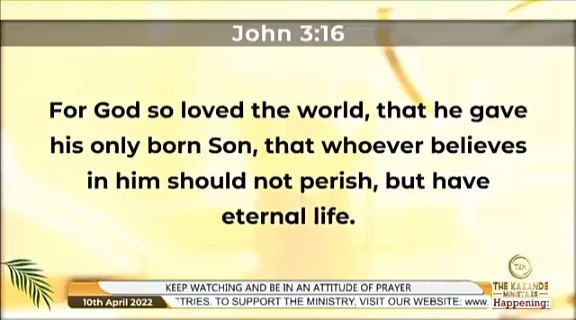 John 3:16
For God so loved the world, that he gave
his only born Son, that whoever believes
in him should not perish, but have
eternal life.
KEEP WATCHING AND BE IN AN ATTITUDE OF PRAYER
THE KAKANDE
MINISTRIES
10th April 2022
TRIES. TO SUPPORT THE MINISTRY, VISIT OUR WEBSITE: www.
Happening: